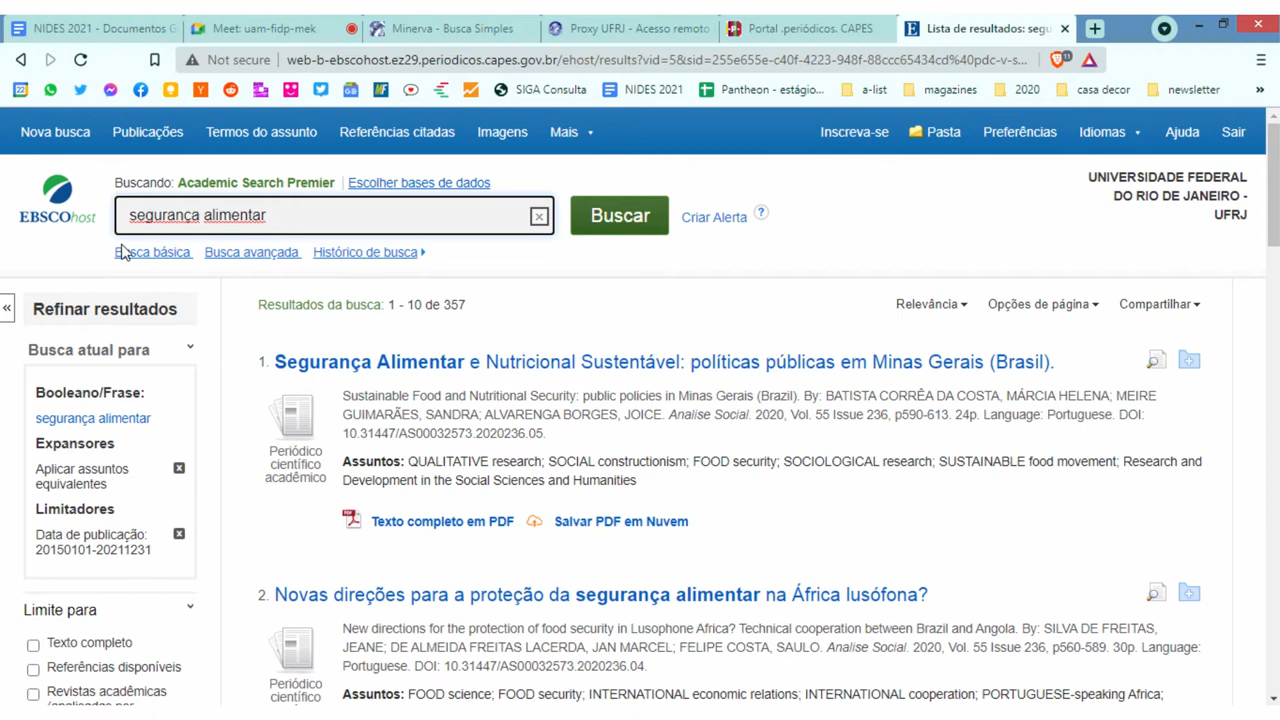 NIDES 2021 - Documentos G
Meet: uam-fidp-mek
Minerva - Busca Simples
Proxy UFRJ - Acesso remoto
Portal .periódicos. CAPES
Lista de resultados: segu
Not secure
web-b-ebscohost.ez29.periodicos.capes.gov.br/ehost/results?vid=5&sid=255e655e-c40f-4223-948f-88ccc65434cd%40pdc-v-s...
SIGA Consulta
NIDES 2021
Pantheon - estágio...
a-list
magazines
2020
casa decor
newsletter
»
Nova busca
Publicações
Termos do assunto
Referências citadas
Imagens
Mais
Inscreva-se
Pasta
Preferências
Idiomas
Ajuda
Sair
EBSCOhost
Buscando: Academic Search Premier
Escolher bases de dados
segurança alimentar
Buscar
Criar Alerta
?
UNIVERSIDADE FEDERAL
DO RIO DE JANEIRO -
UFRJ
Busca básica
Busca avançada
Histórico de busca
«
Refinar resultados
Busca atual para
Booleano/Frase:
segurança alimentar
Expansores
Aplicar assuntos
equivalentes
Limitadores
Data de publicação:
20150101-20211231
Limite para
Texto completo
Referências disponíveis
Revistas acadêmicas
(analisadas por
Resultados da busca: 1 - 10 de 357
Relevância
Opções de página
Compartilhar
1. Segurança Alimentar e Nutricional Sustentável: políticas públicas em Minas Gerais (Brasil).
Periódico
científico
acadêmico
Sustainable Food and Nutritional Security: public policies in Minas Gerais (Brazil). By: BATISTA CORRÊA DA COSTA, MÁRCIA HELENA; MEIRE
GUIMARÃES, SANDRA; ALVARENGA BORGES, JOICE. Analise Social. 2020, Vol. 55 Issue 236, p590-613. 24p. Language: Portuguese. DOI:
10.31447/AS00032573.2020236.05.
Assuntos: QUALITATIVE research; SOCIAL constructionism; FOOD security; SOCIOLOGICAL research; SUSTAINABLE food movement; Research and
Development in the Social Sciences and Humanities
Texto completo em PDF
Salvar PDF em Nuvem
2. Novas direções para a proteção da segurança alimentar na África lusófona?
Periódico
científico
New directions for the protection of food security in Lusophone Africa? Technical cooperation between Brazil and Angola. By: SILVA DE FREITAS,
JEANE; DE ALMEIDA FREITAS LACERDA, JAN MARCEL; FELIPE COSTA, SAULO. Analise Social. 2020, Vol. 55 Issue 236, p560-589. 30p. Language:
Portuguese. DOI: 10.31447/AS00032573.2020236.04.
Assuntos: FOOD science; FOOD security; INTERNATIONAL economic relations; INTERNATIONAL cooperation; PORTUGUESE-speaking Africa;